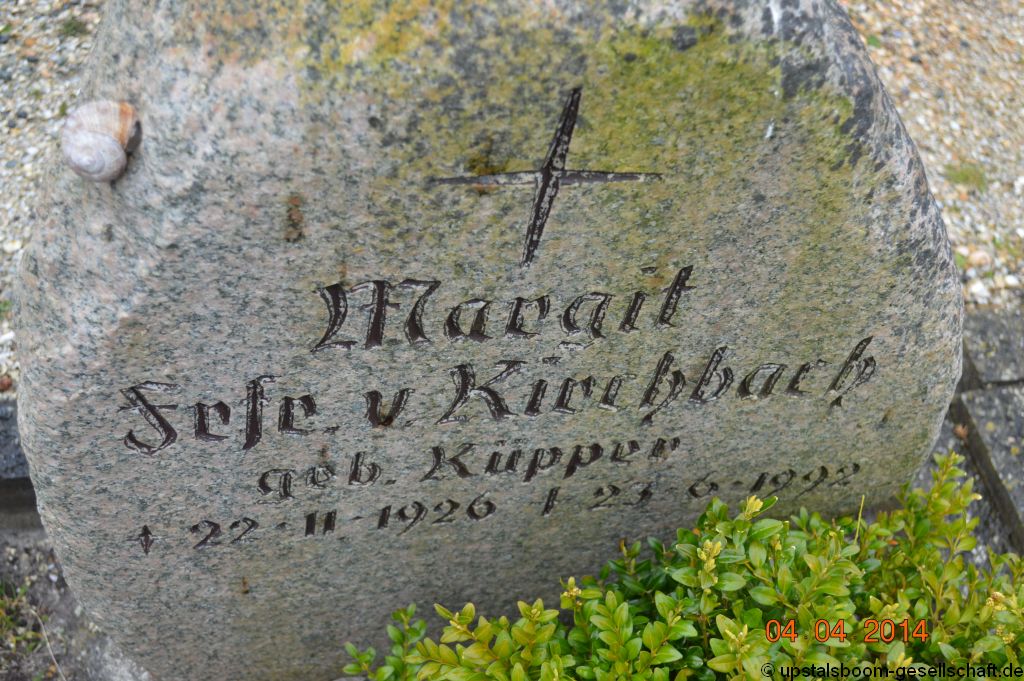 Margit
Frfr. v. Kirchbach
geb. Küpper
22·11·1926 † 23·6·1992
04 04 2014
© upstalsboom-gesellschaft.de